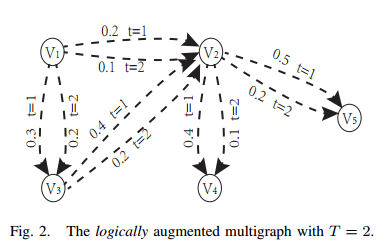 0.2 t=1
V1
V2
0.1 t=2
0.5 t=1
0.2 t=2
V5
0.3 t=1
0.2 t=2
0.4 t=1
0.2 t=2
0.4 t=1
0.1 t=2
V3
V4
Fig. 2. The logically augmented multigraph with T = 2.